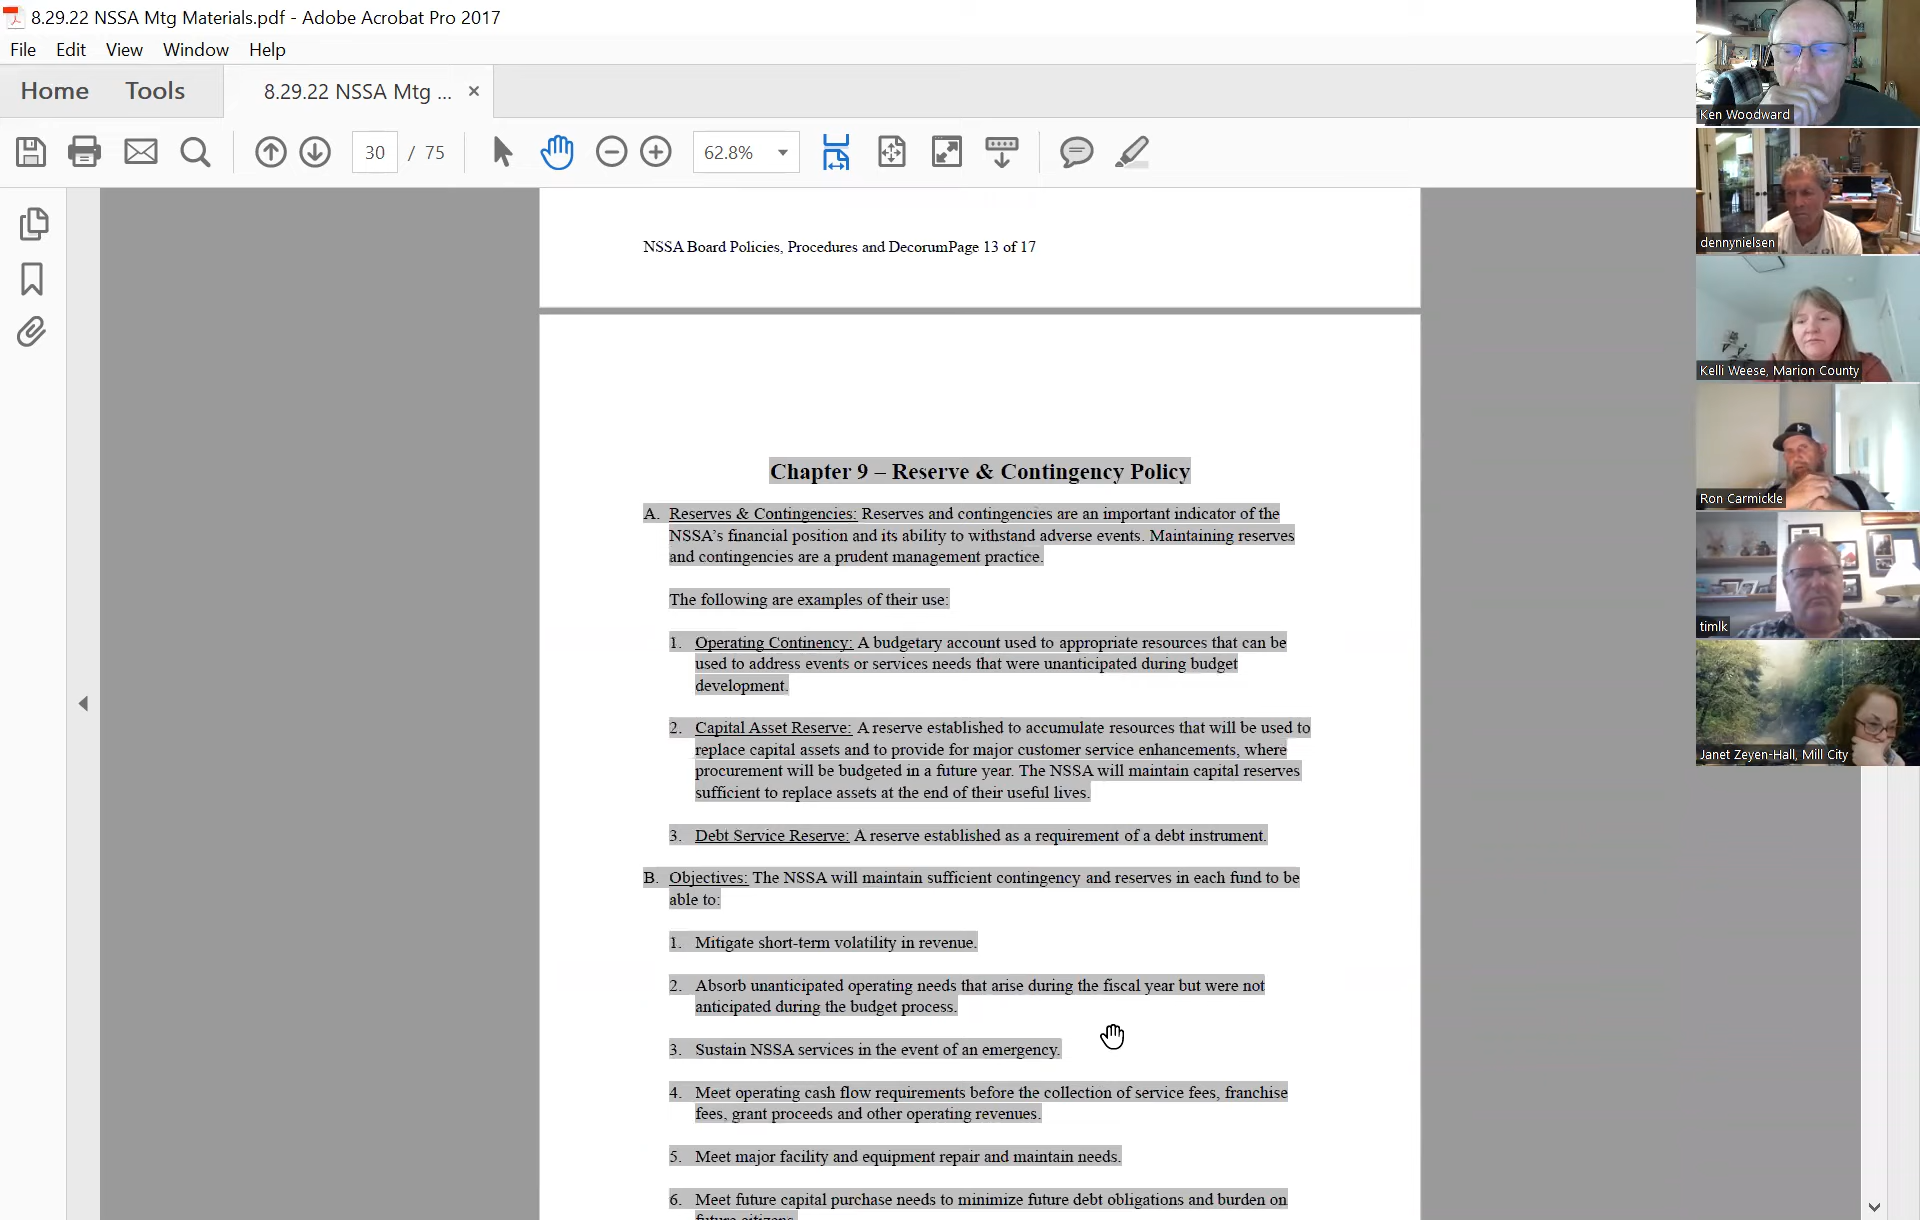 8.29.22 NSSA Mtg Materials.pdf - Adobe Acrobat Pro 2017
File Edit View Window Help
Home Tools 8.29.22 NSSA Mtg ... ×
30 / 75 62.8%
NSSA Board Policies, Procedures and DecorumPage 13 of 17
Chapter 9 – Reserve & Contingency Policy
A. Reserves & Contingencies: Reserves and contingencies are an important indicator of the
NSSA's financial position and its ability to withstand adverse events. Maintaining reserves
and contingencies are a prudent management practice.
The following are examples of their use:
1. Operating Continency: A budgetary account used to appropriate resources that can be
used to address events or services needs that were unanticipated during budget
development.
2. Capital Asset Reserve: A reserve established to accumulate resources that will be used to
replace capital assets and to provide for major customer service enhancements, where
procurement will be budgeted in a future year. The NSSA will maintain capital reserves
sufficient to replace assets at the end of their useful lives.
3. Debt Service Reserve: A reserve established as a requirement of a debt instrument.
B. Objectives: The NSSA will maintain sufficient contingency and reserves in each fund to be
able to:
1. Mitigate short-term volatility in revenue.
2. Absorb unanticipated operating needs that arise during the fiscal year but were not
anticipated during the budget process.
3. Sustain NSSA services in the event of an emergency.
4. Meet operating cash flow requirements before the collection of service fees, franchise
fees, grant proceeds and other operating revenues.
5. Meet major facility and equipment repair and maintain needs.
6. Meet future capital purchase needs to minimize future debt obligations and burden on
future citizens.
Ken Woodward
dennynielsen
Kelli Weese, Marion County
Ron Carmickle
timlk
Janet Zeyen-Hall, Mill City